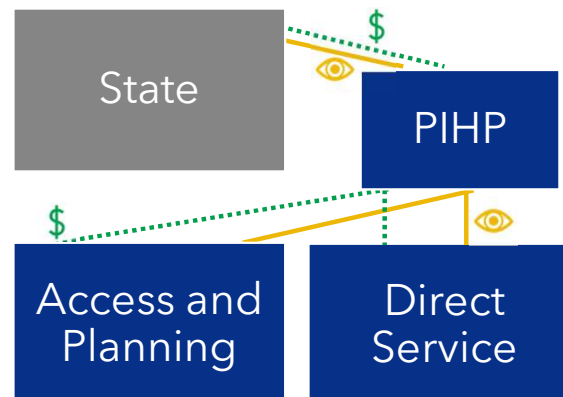 $
State
PIHP
$
Access and
Planning
Direct
Service